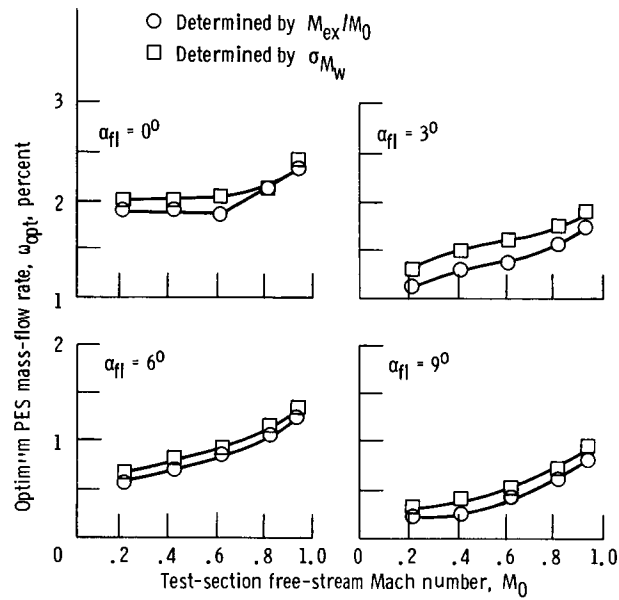 ○ Determined by M_ex/M_0
□ Determined by σ_M_w
3
2
1
α_fl = 0°
α_fl = 3°
Optimum PES mass-flow rate, ω_opt, percent
2
1
0
α_fl = 6°
α_fl = 9°
.2 .4 .6 .8 1.0 0 .2 .4 .6 .8 1.0
Test-section free-stream Mach number, M_0